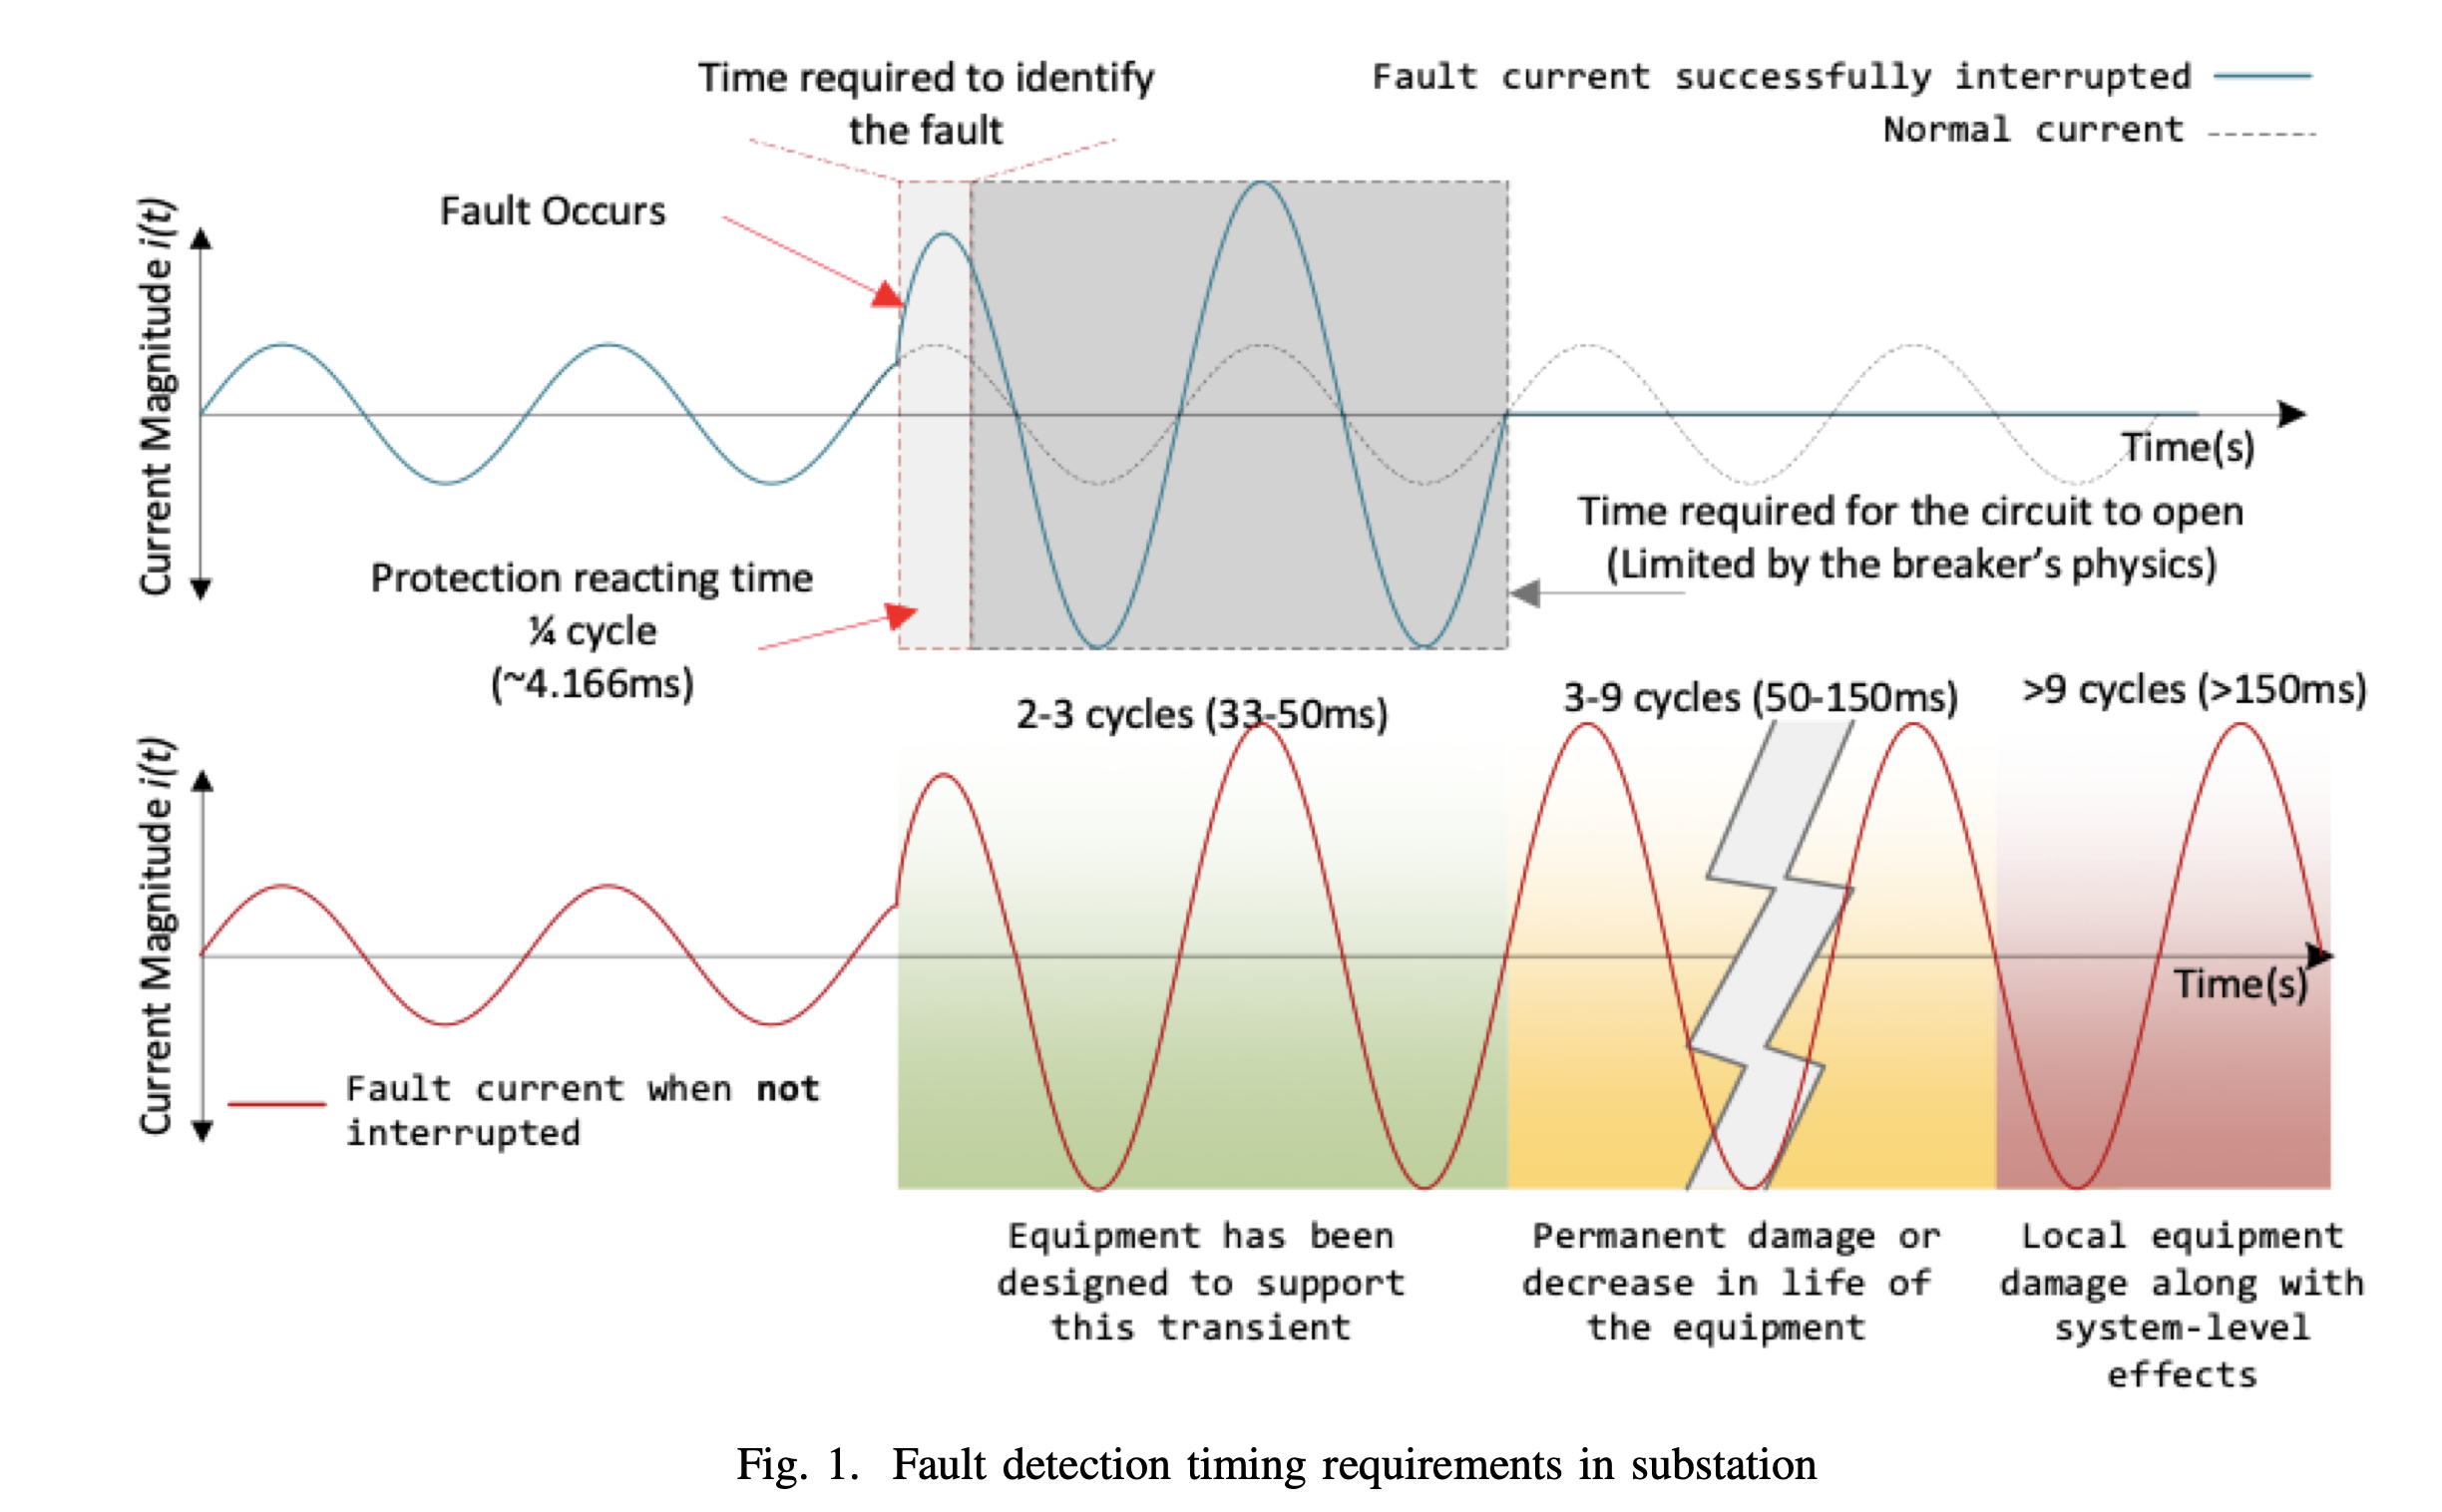 Time required to identify
the fault
Fault current successfully interrupted
Normal current
Fault Occurs
Current Magnitude i(t)
Time(s)
Time required for the circuit to open
(Limited by the breaker's physics)
Protection reacting time
¼ cycle
(~4.166ms)
2-3 cycles (33-50ms)
3-9 cycles (50-150ms)
>9 cycles (>150ms)
Current Magnitude i(t)
Time(s)
Fault current when not
interrupted
Equipment has been
designed to support
this transient
Permanent damage or
decrease in life of
the equipment
Local equipment
damage along with
system-level
effects
Fig. 1. Fault detection timing requirements in substation